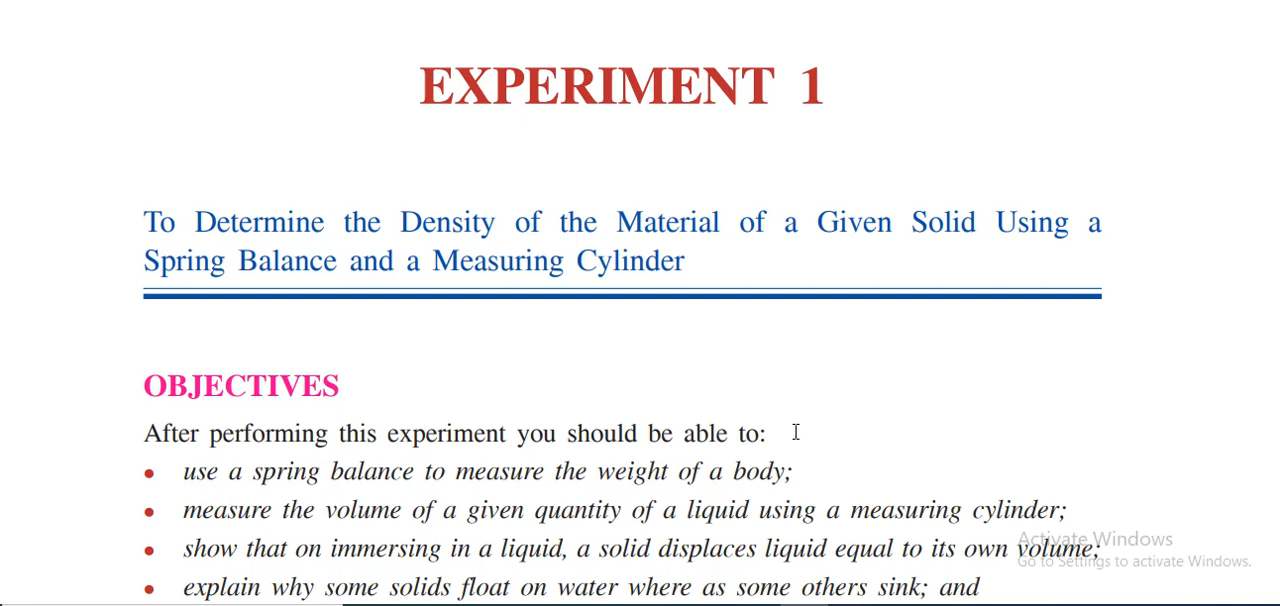 EXPERIMENT 1
To Determine the Density of the Material of a Given Solid Using a
Spring Balance and a Measuring Cylinder
OBJECTIVES
After performing this experiment you should be able to:
• use a spring balance to measure the weight of a body;
• measure the volume of a given quantity of a liquid using a measuring cylinder;
• show that on immersing in a liquid, a solid displaces liquid equal to its own volume;
• explain why some solids float on water where as some others sink; and
Activate Windows
Go to Settings to activate Windows.